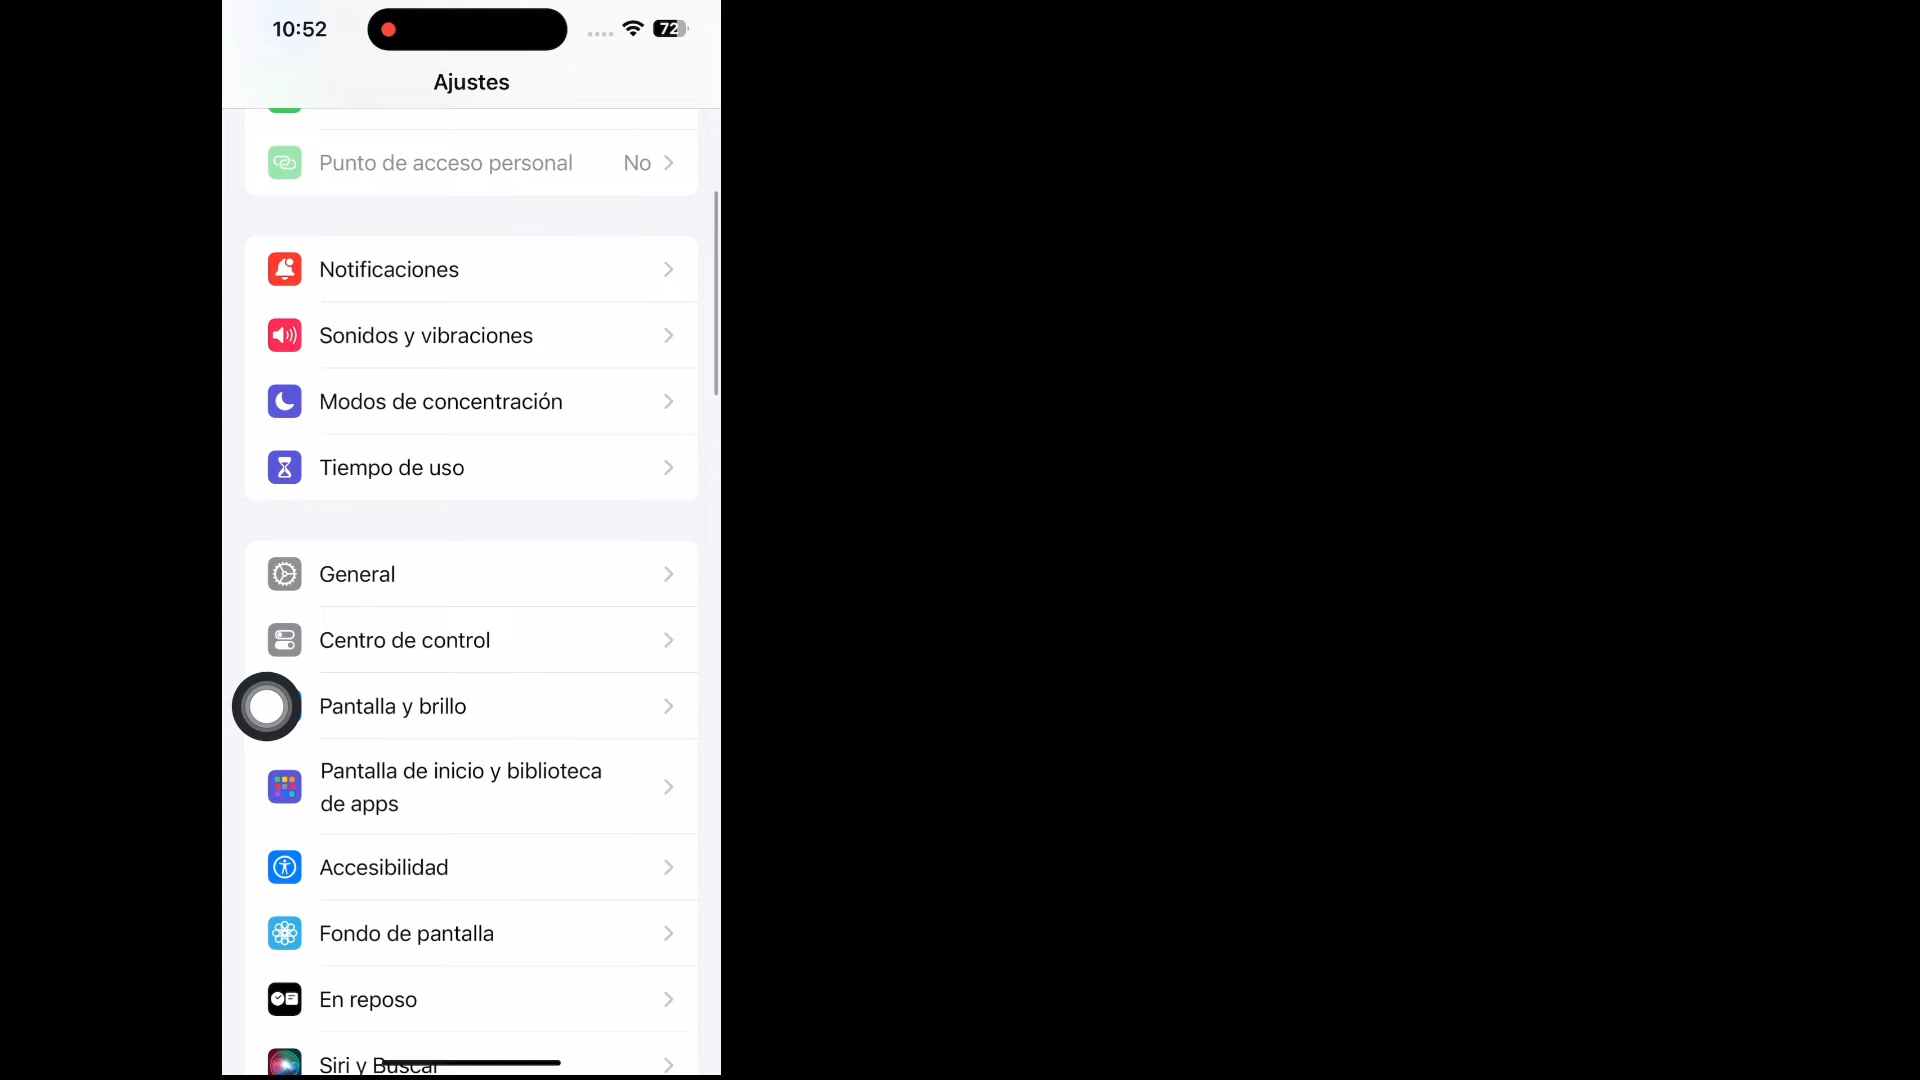 10:52
72
Ajustes
Punto de acceso personal No
Notificaciones
Sonidos y vibraciones
Modos de concentración
Tiempo de uso
General
Centro de control
Pantalla y brillo
Pantalla de inicio y biblioteca
de apps
Accesibilidad
Fondo de pantalla
En reposo
Siri y Buscar